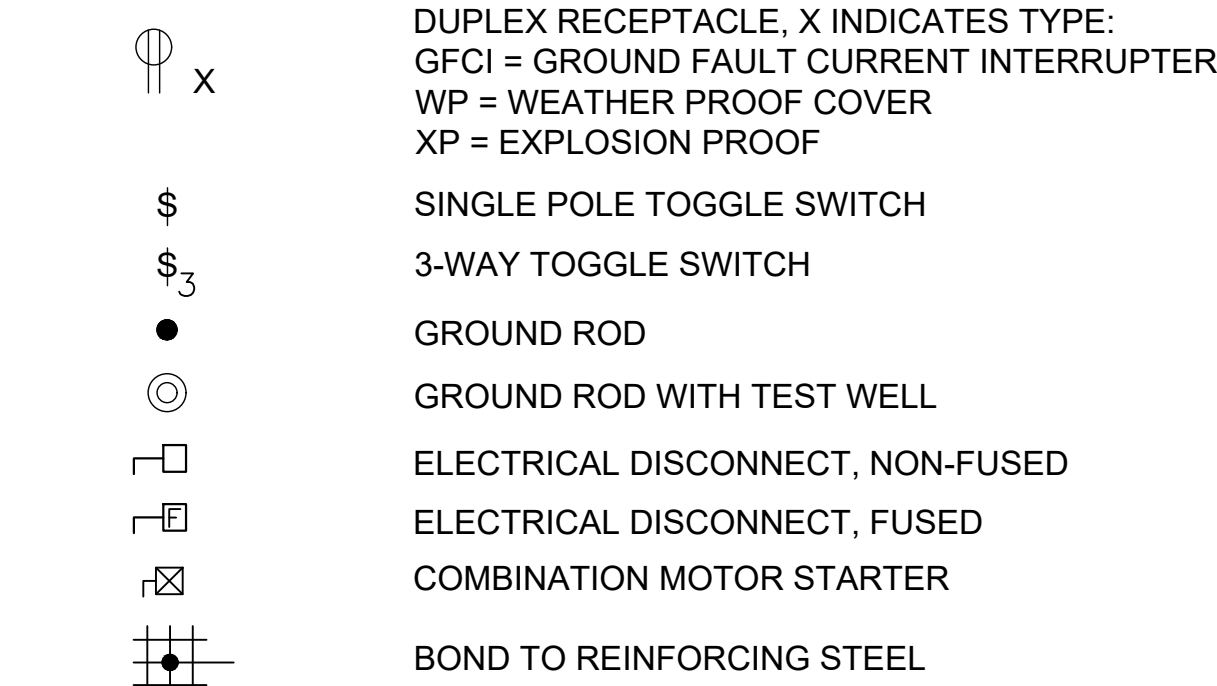 DUPLEX RECEPTACLE, X INDICATES TYPE:
X GFCI = GROUND FAULT CURRENT INTERRUPTER
WP = WEATHER PROOF COVER
XP = EXPLOSION PROOF
$ SINGLE POLE TOGGLE SWITCH
$3 3-WAY TOGGLE SWITCH
GROUND ROD
GROUND ROD WITH TEST WELL
ELECTRICAL DISCONNECT, NON-FUSED
F ELECTRICAL DISCONNECT, FUSED
COMBINATION MOTOR STARTER
BOND TO REINFORCING STEEL